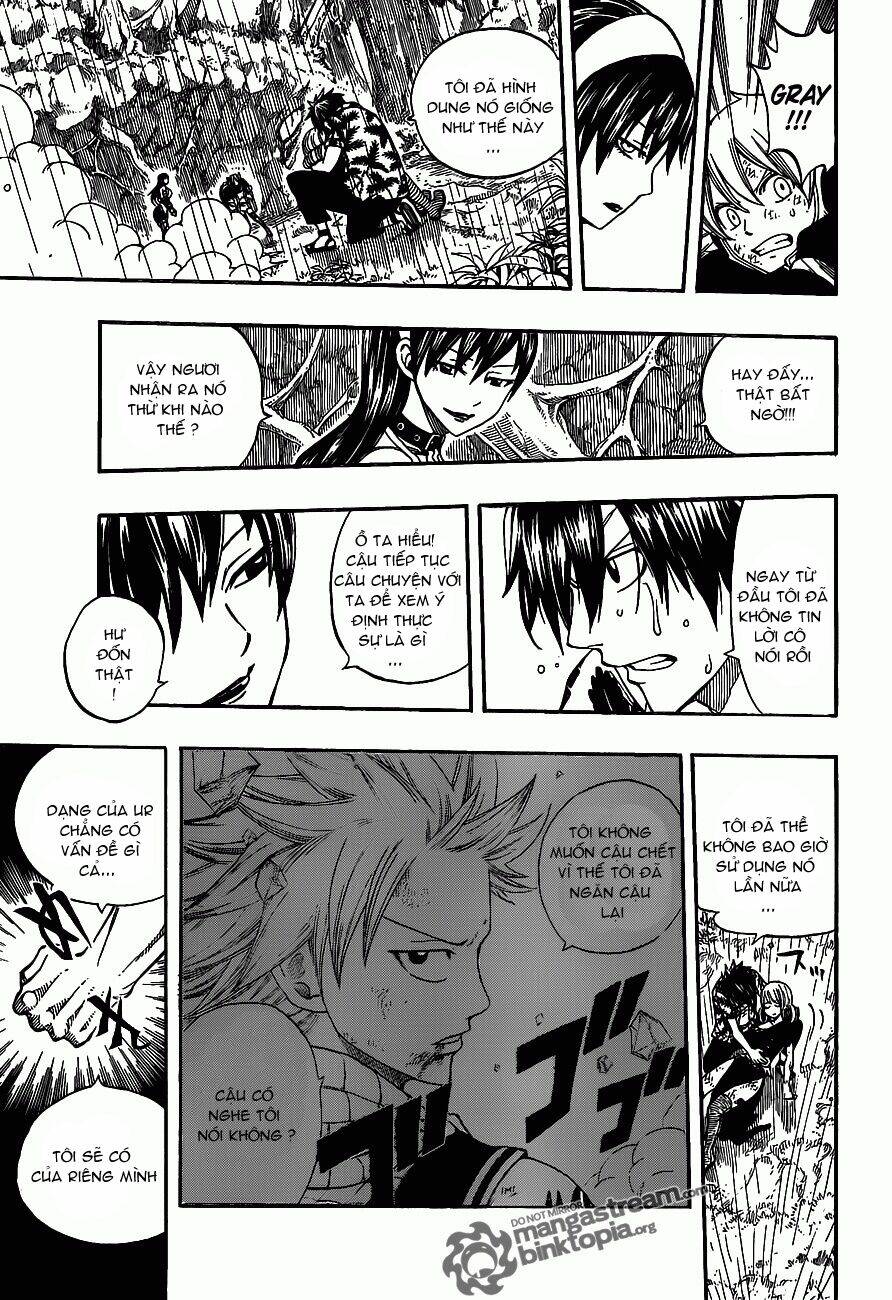 GRAY
!!!
TÔI ĐÃ HÌNH
DUNG NÓ GIỐNG
NHƯ THẾ NÀY
...
HAY ĐẤY...
THẬT BẤT
NGỜ!!!
VẬY NGƯƠI
NHẬN RA NÓ
THỪ KHI NÀO
THẾ ?
NGAY TỪ
ĐẦU TÔI ĐÃ
KHÔNG TIN
LỜI CÔ
NÓI RỒI
Ồ TA HIỂU!
CẬU TIẾP TỤC
CÂU CHUYỆN VỚI
TA ĐỂ XEM Ý
ĐỊNH THỰC
SỰ LÀ GÌ
...
HƯ
ĐỐN
THẬT
!
TÔI ĐÃ THỀ
KHÔNG BAO GIỜ
SỬ DỤNG NÓ
LẦN NỮA
...
TÔI KHÔNG
MUỐN CẬU CHẾT
VÌ THẾ TÔI ĐÃ
NGĂN CẬU
LẠI
CẬU CÓ
NGHE TÔI
NÓI KHÔNG ?
ゴゴゴゴ
DẠNG CỦA UR
CHẲNG CÓ
VẤN ĐỀ GÌ
CẢ...
TÔI SẼ CÓ
CỦA RIÊNG MÌNH
DO NOT MIRROR
mangastream.com
binktopia.org